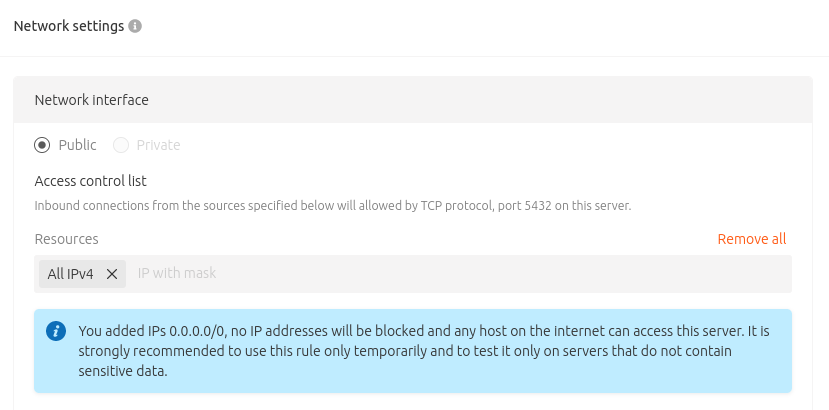 Network settings
Network interface
Public Private
Access control list
Inbound connections from the sources specified below will allowed by TCP protocol, port 5432 on this server.
Resources Remove all
All IPv4 IP with mask
You added IPs 0.0.0.0/0, no IP addresses will be blocked and any host on the internet can access this server. It is
strongly recommended to use this rule only temporarily and to test it only on servers that do not contain
sensitive data.